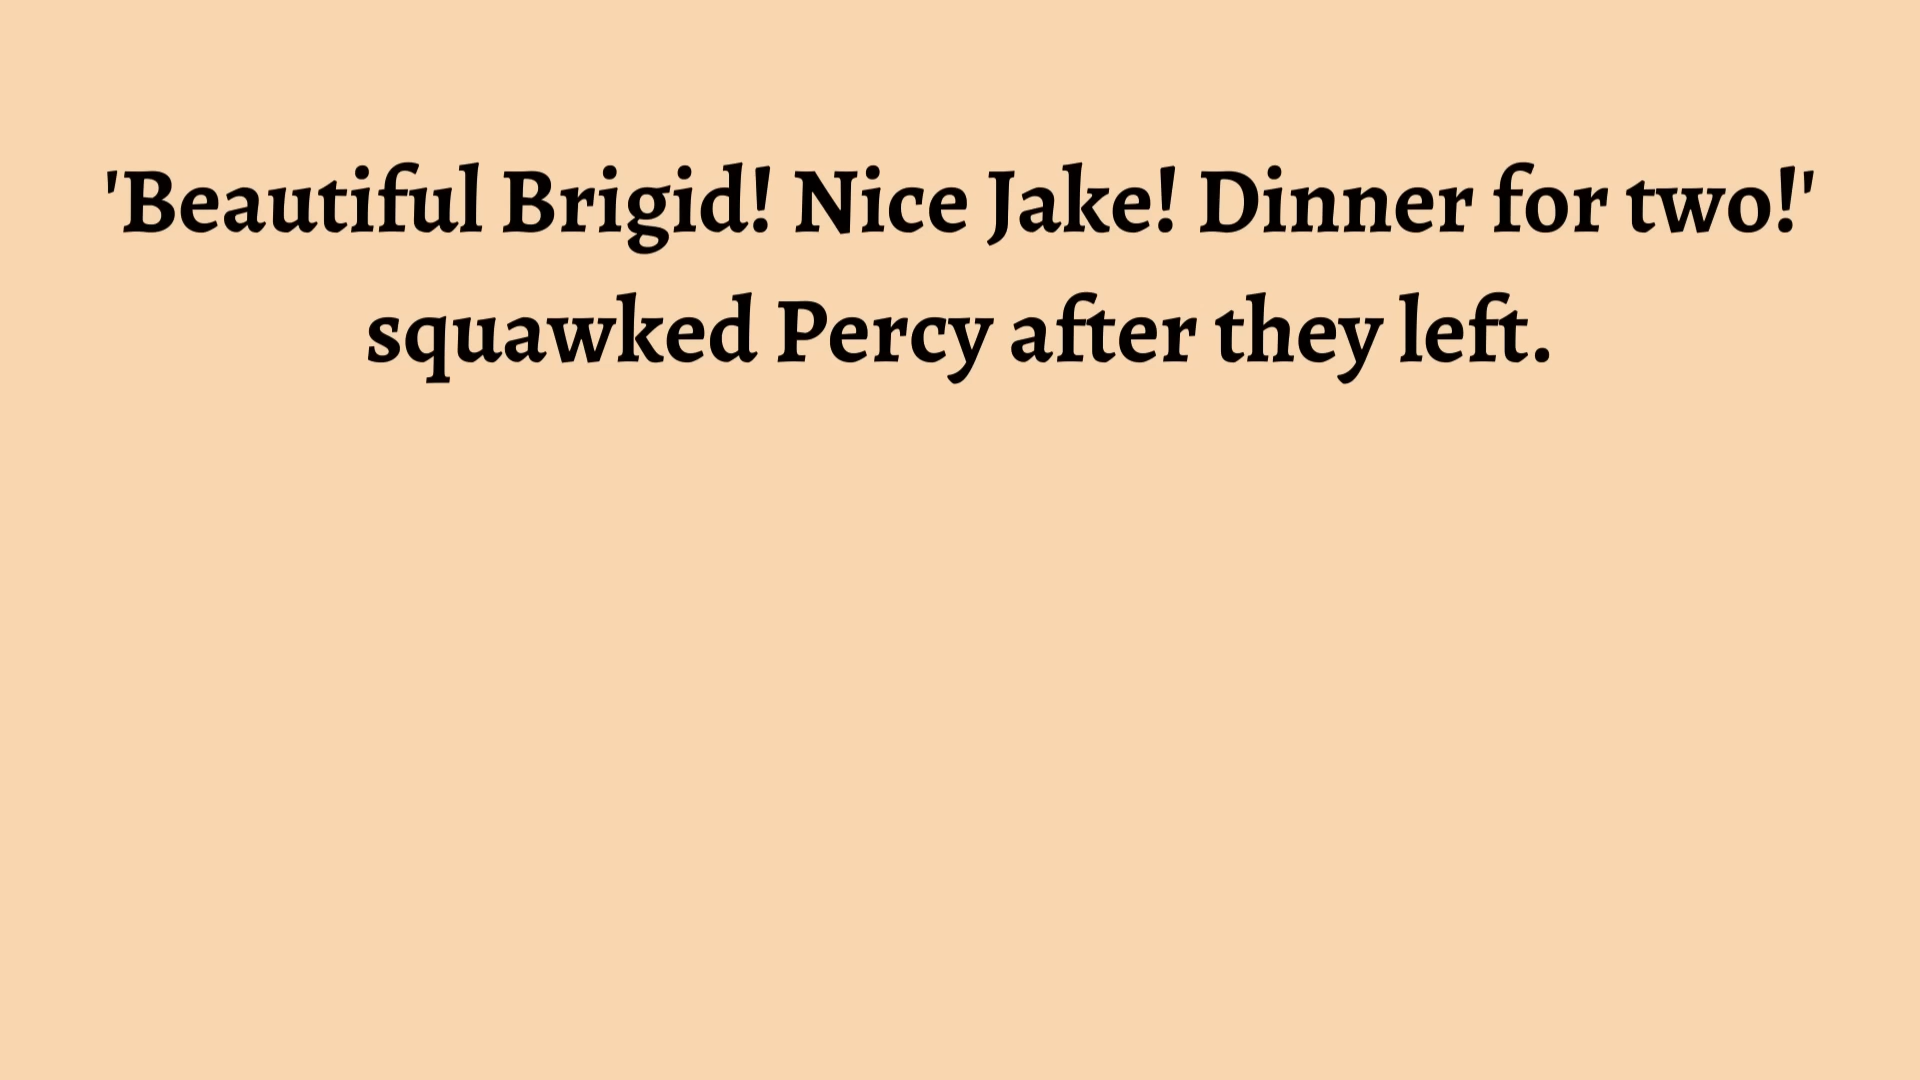 'Beautiful Brigid! Nice Jake! Dinner for two!'
squawked Percy after they left.